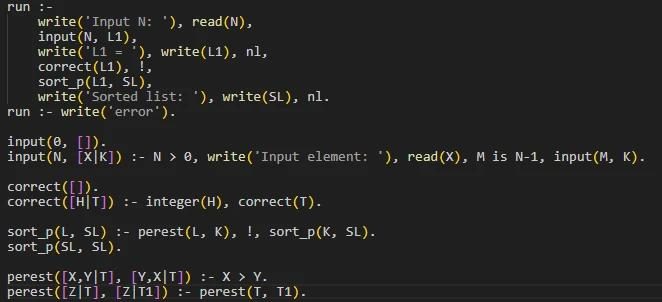 run :-
    write('Input N: '), read(N),
    input(N, L1),
    write('L1 = '), write(L1), nl,
    correct(L1), !,
    sort_p(L1, SL),
    write('Sorted list: '), write(SL), nl.
run :- write('error').

input(0, []).
input(N, [X|K]) :- N > 0, write('Input element: '), read(X), M is N-1, input(M, K).

correct([]).
correct([H|T]) :- integer(H), correct(T).

sort_p(L, SL) :- perest(L, K), !, sort_p(K, SL).
sort_p(SL, SL).

perest([X,Y|T], [Y,X|T]) :- X > Y.
perest([Z|T], [Z|T1]) :- perest(T, T1).